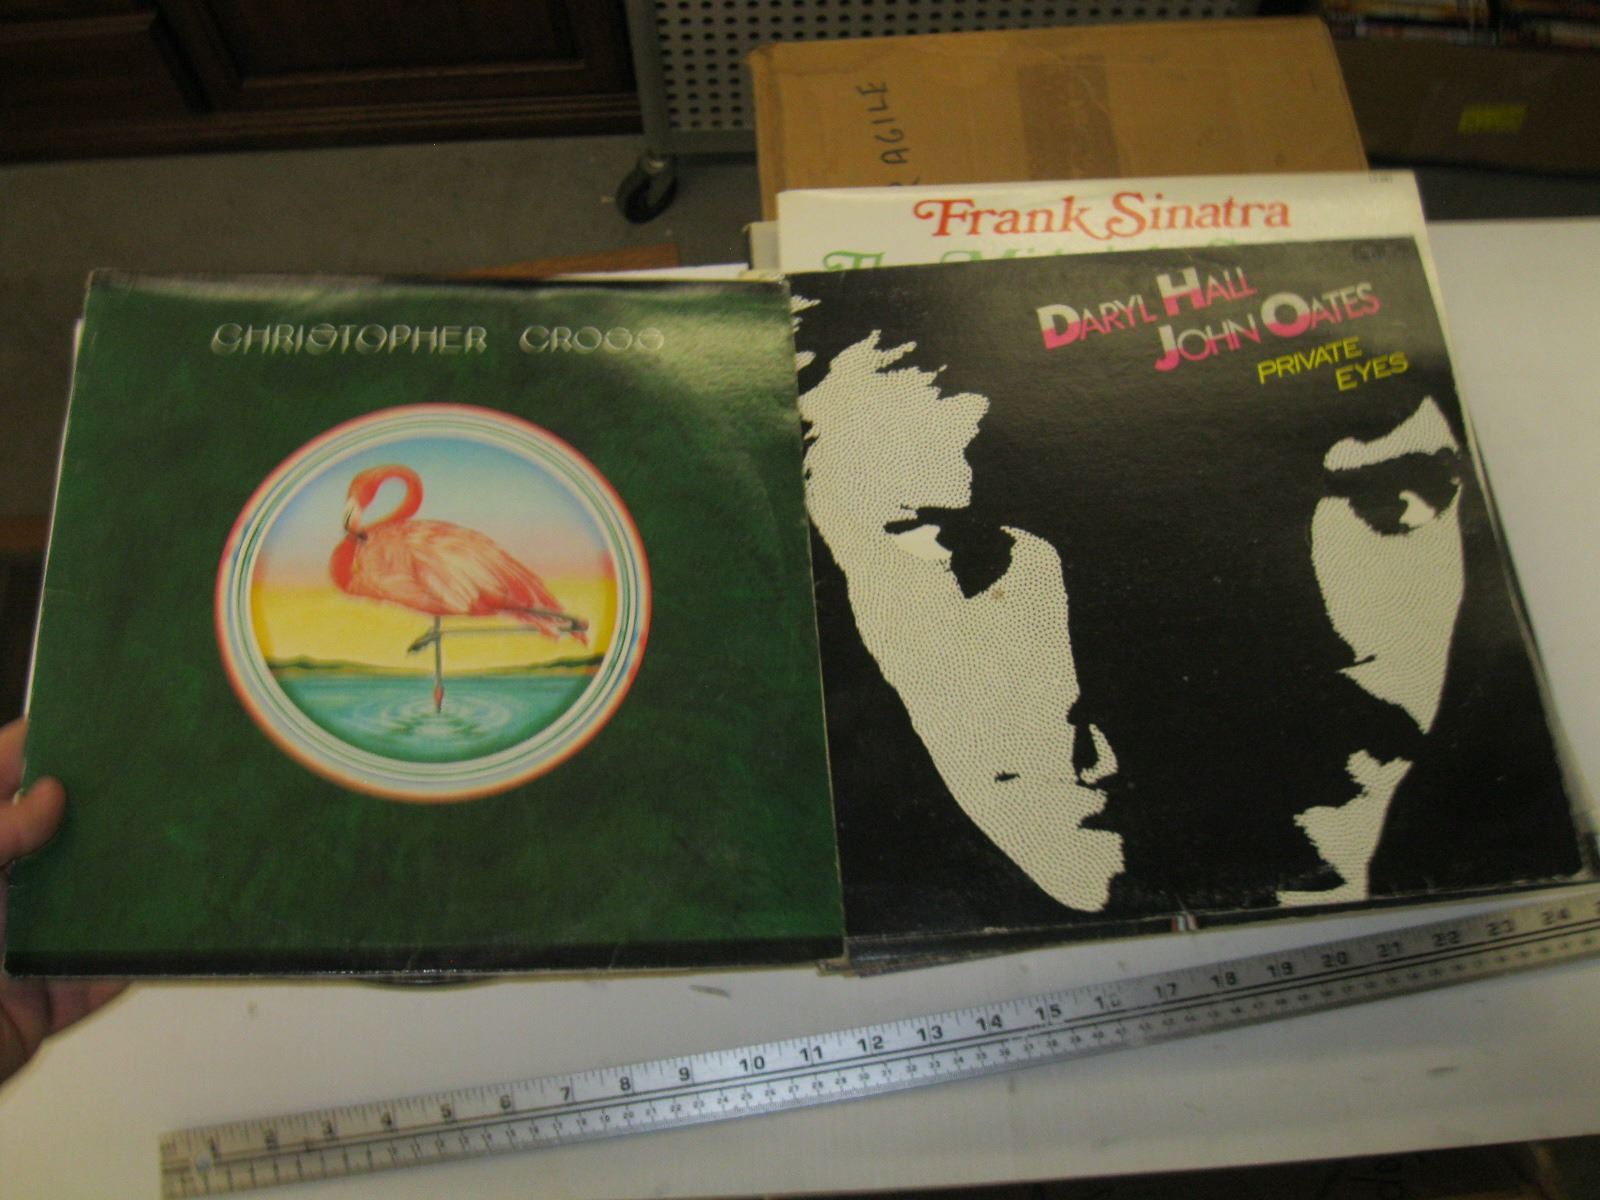 RAGILE
Frank Sinatra
CHRISTOPHER CROSS
DARYL HALL
JOHN OATES
PRIVATE
EYES
1 2 3 4 5 6 7 8 9 10 11 12 13 14 15 16 17 18 19 20 21 22 23 24